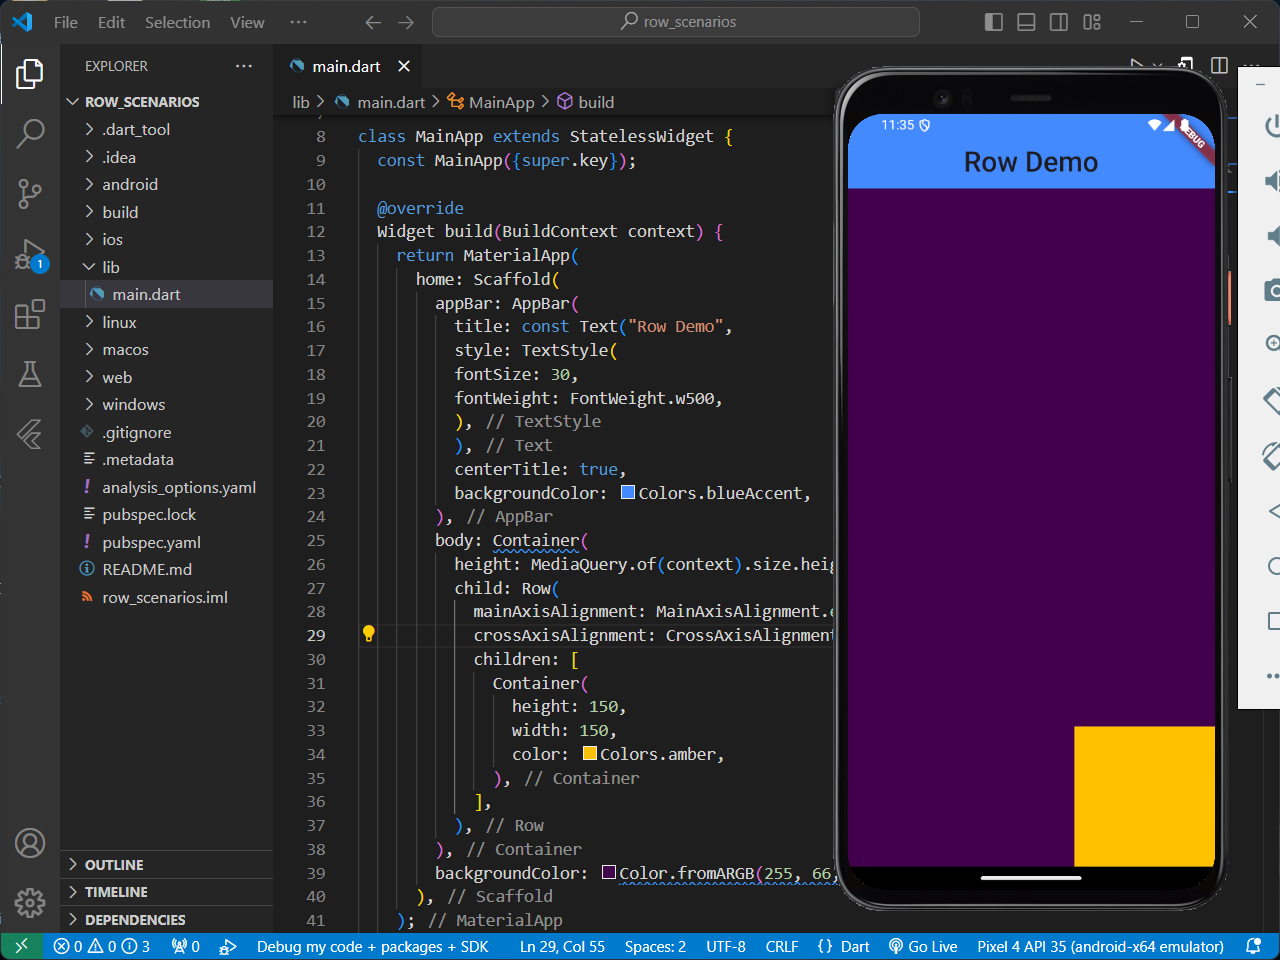 File Edit Selection View ···
row_scenarios
EXPLORER ···
ROW_SCENARIOS
.dart_tool
.idea
android
build
ios
lib
main.dart
linux
macos
web
windows
.gitignore
.metadata
analysis_options.yaml
pubspec.lock
pubspec.yaml
README.md
row_scenarios.iml
OUTLINE
TIMELINE
DEPENDENCIES
1
main.dart
lib > main.dart > MainApp > build
8 class MainApp extends StatelessWidget {
9 const MainApp({super.key});
10
11 @override
12 Widget build(BuildContext context) {
13 return MaterialApp(
14 home: Scaffold(
15 appBar: AppBar(
16 title: const Text("Row Demo",
17 style: TextStyle(
18 fontSize: 30,
19 fontWeight: FontWeight.w500,
20 ), // TextStyle
21 ), // Text
22 centerTitle: true,
23 backgroundColor: Colors.blueAccent,
24 ), // AppBar
25 body: Container(
26 height: MediaQuery.of(context).size.heig
27 child: Row(
28 mainAxisAlignment: MainAxisAlignment.e
29 crossAxisAlignment: CrossAxisAlignment
30 children: [
31 Container(
32 height: 150,
33 width: 150,
34 color: Colors.amber,
35 ), // Container
36 ],
37 ), // Row
38 ), // Container
39 backgroundColor: Color.fromARGB(255, 66,
40 ), // Scaffold
41 ); // MaterialApp
11:35
DEBUG
Row Demo
0 0 3 0 Debug my code + packages + SDK Ln 29, Col 55 Spaces: 2 UTF-8 CRLF {} Dart Go Live Pixel 4 API 35 (android-x64 emulator)